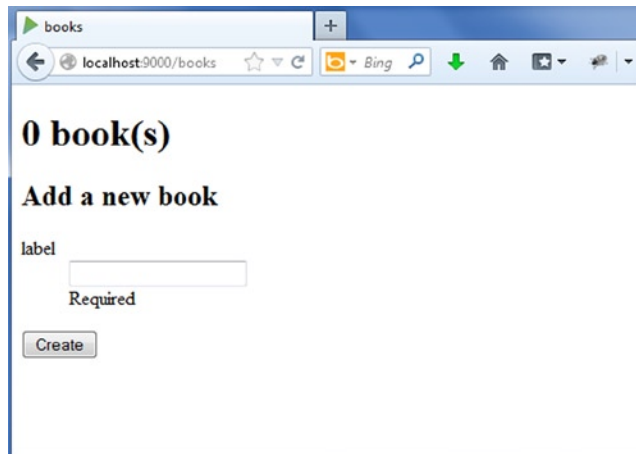 books
+
localhost:9000/books
Bing
0 book(s)
Add a new book
label
Required
Create